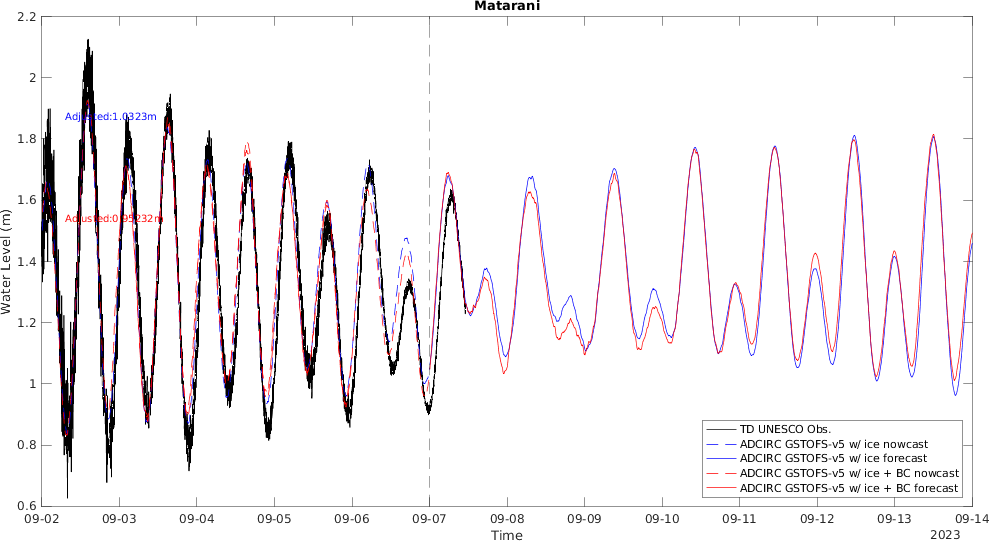 Matarani
2.2
2
1.8
1.6
1.4
1.2
1
0.8
0.6
Water Level (m)
Adjusted:1.0323m
Adjusted:0.95232m
TD UNESCO Obs.
ADCIRC GSTOFS-v5 w/ ice nowcast
ADCIRC GSTOFS-v5 w/ ice forecast
ADCIRC GSTOFS-v5 w/ ice + BC nowcast
ADCIRC GSTOFS-v5 w/ ice + BC forecast
09-02 09-03 09-04 09-05 09-06 09-07 09-08 09-09 09-10 09-11 09-12 09-13 09-14
Time
2023